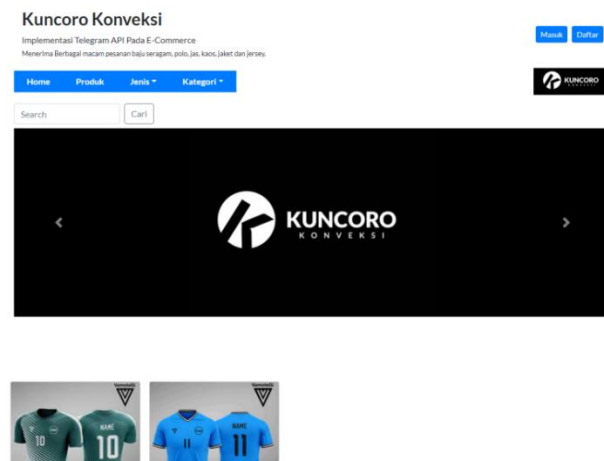 Kuncoro Konveksi
Implementasi Telegram API Pada E-Commerce
Menerima Berbagai macam pesanan baju seragam, polo, jas, kaos, jaket dan jersey.
Masuk Daftar
Home Produk Jenis Kategori
KUNCORO
Search Cari
KUNCORO
KONVEKSI
NAME
10 10
NAME
11 11